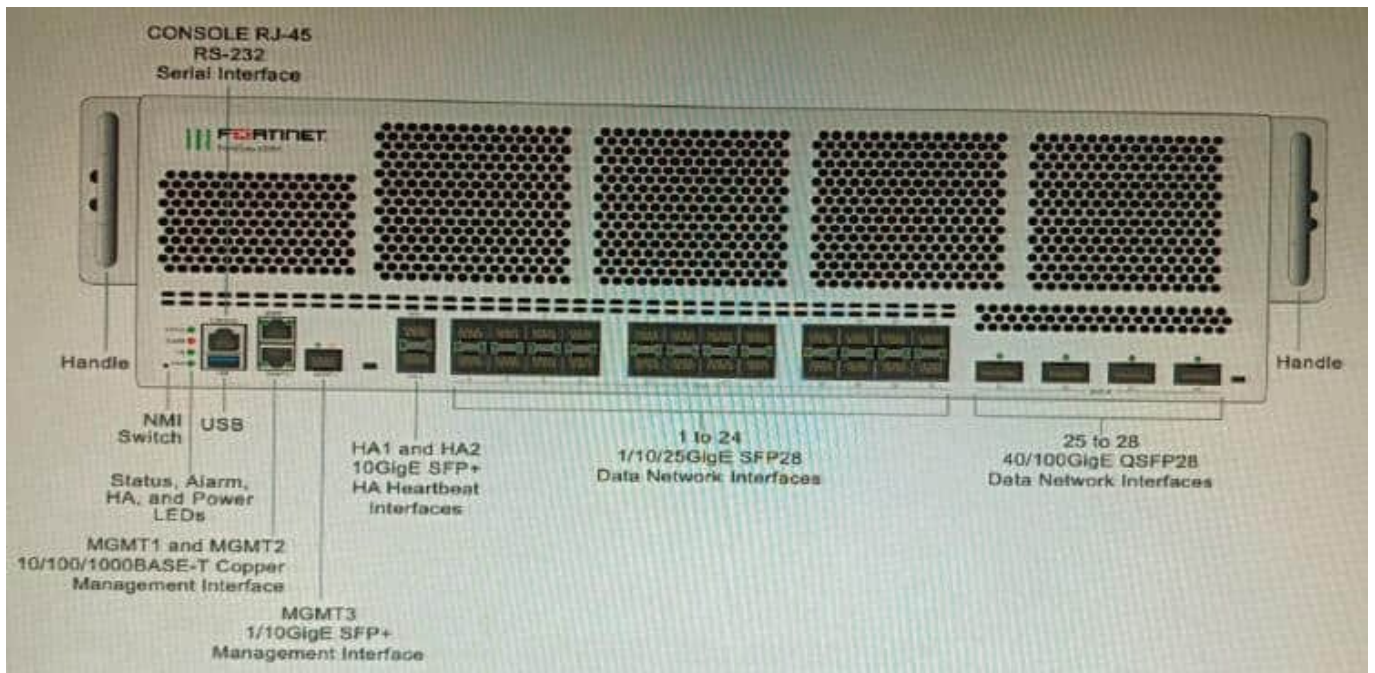 CONSOLE RJ-45
RS-232
Serial Interface
FORTINET
Handle
Handle
NMI
Switch
USB
Status, Alarm,
HA, and Power
LEDs
MGMT1 and MGMT2
10/100/1000BASE-T Copper
Management Interface
MGMT3
1/10GigE SFP+
Management Interface
HA1 and HA2
10GigE SFP+
HA Heartbeat
Interfaces
1 to 24
1/10/25GigE SFP28
Data Network Interfaces
25 to 28
40/100GigE QSFP28
Data Network Interfaces